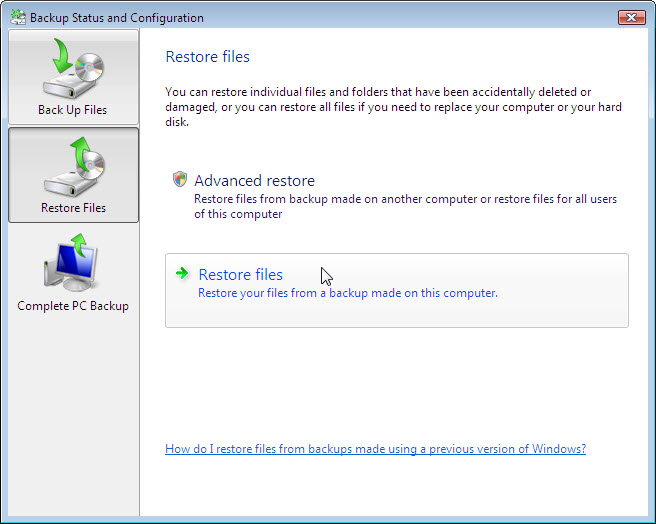 Backup Status and Configuration
Back Up Files
Restore Files
Complete PC Backup
Restore files
You can restore individual files and folders that have been accidentally deleted or
damaged, or you can restore all files if you need to replace your computer or your hard
disk.
Advanced restore
Restore files from backup made on another computer or restore files for all users
of this computer
Restore files
Restore your files from a backup made on this computer.
How do I restore files from backups made using a previous version of Windows?